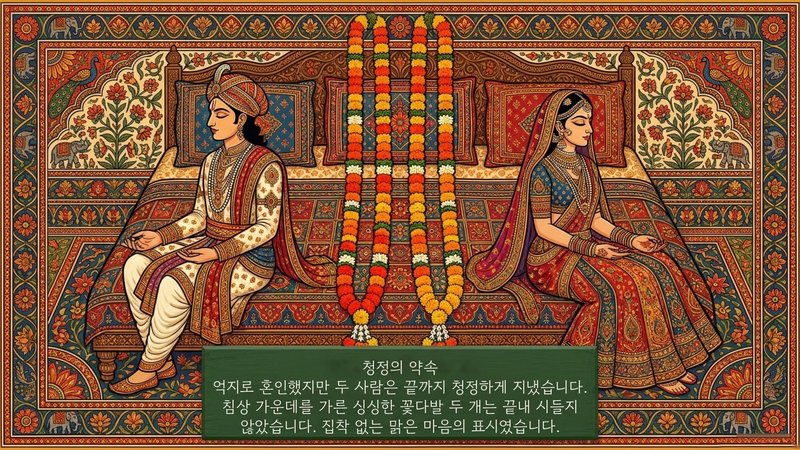 청정의 약속
억지로 혼인했지만 두 사람은 끝까지 청정하게 지냈습니다.
침상 가운데를 가른 싱싱한 꽃다발 두 개는 끝내 시들지
않았습니다. 집착 없는 맑은 마음의 표시였습니다.